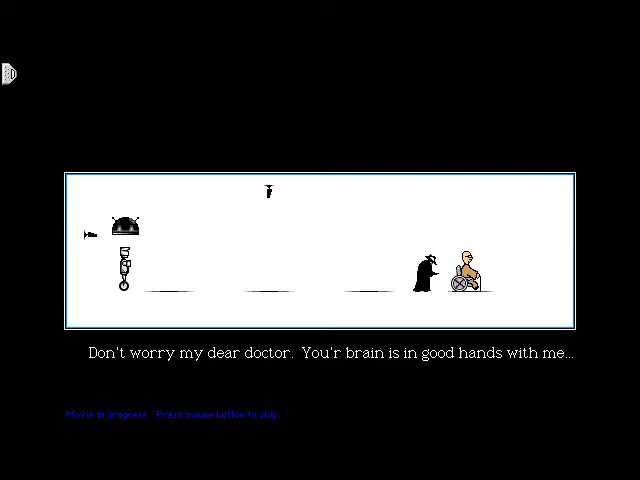 Don't worry my dear doctor. You'r brain is in good hands with me...
Movie in progress. Press mouse button to skip.